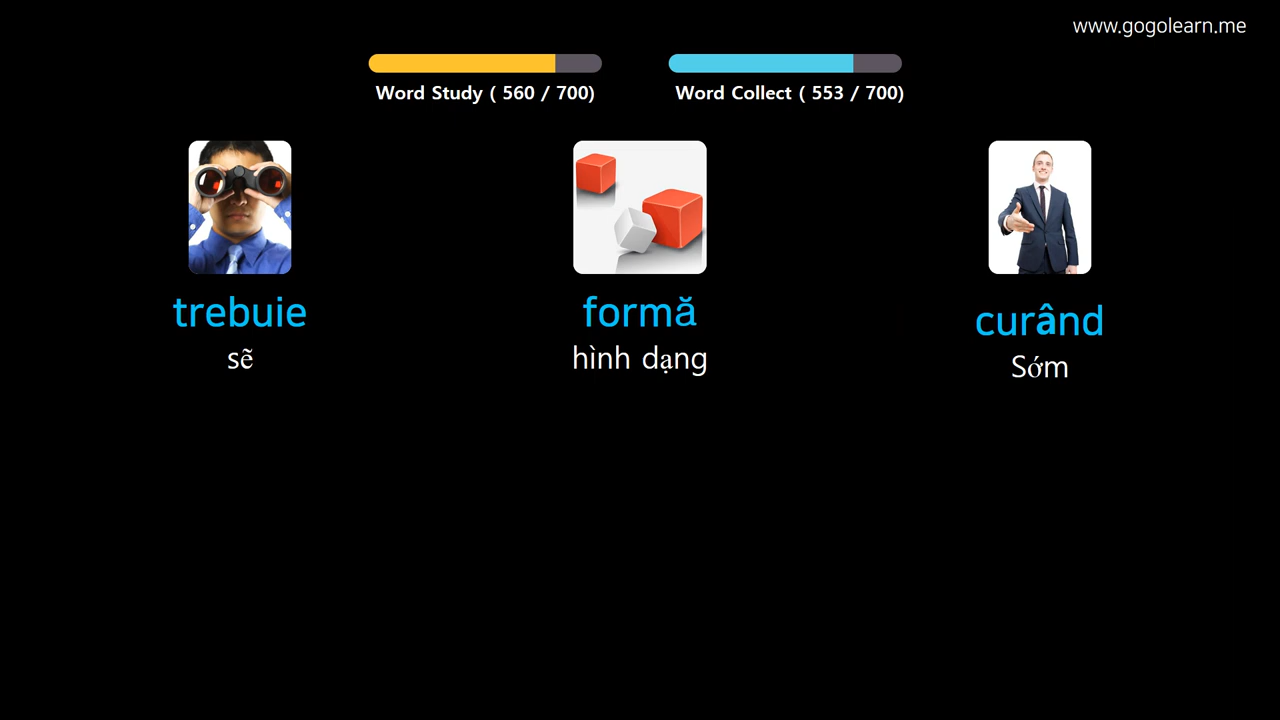 www.gogolearn.me
Word Study ( 560 / 700)
Word Collect ( 553 / 700)
trebuie
sẽ
formă
hình dạng
curând
Sớm